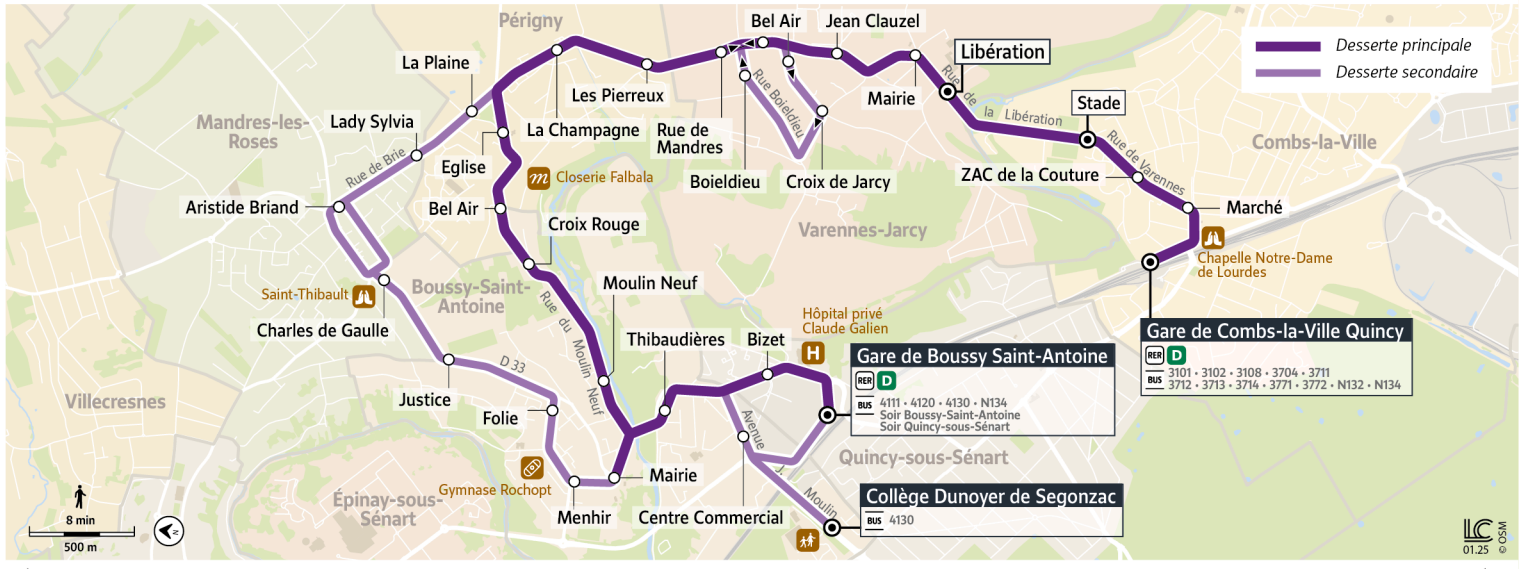 Périgny
Bel Air
Jean Clauzel
Libération
Desserte principale
Desserte secondaire
La Plaine
Les Pierreux
Mairie
Rue de la Libération
Stade
Mandres-les-
Roses
Lady Sylvia
La Champagne
Rue de
Mandres
Rue Boieldieu
Rue de Varennes
Combs-la-Ville
Rue de Brie
Eglise
Closerie Falbala
Boieldieu
Croix de Jarcy
ZAC de la Couture
Aristide Briand
Bel Air
Croix Rouge
Varennes-Jarcy
Marché
Chapelle Notre-Dame
de Lourdes
Saint-Thibault
Boussy-Saint-
Antoine
Moulin Neuf
Charles de Gaulle
Rue du Moulin Neuf
Thibaudières
Bizet
Hôpital privé
Claude Galien
H
Gare de Boussy Saint-Antoine
RER D
BUS 4111 • 4120 • 4130 • N134
Soir Boussy-Saint-Antoine
Soir Quincy-sous-Sénart
Gare de Combs-la-Ville Quincy
RER D
BUS 3101 • 3102 • 3108 • 3704 • 3711
3712 • 3713 • 3714 • 3771 • 3772 • N132 • N134
D 33
Villecresnes
Justice
Folie
Avenue J. Moulin
Quincy-sous-Sénart
Gymnase Rochopt
Mairie
Épinay-sous-
Sénart
Menhir
Centre Commercial
Collège Dunoyer de Segonzac
BUS 4130
8 min
500 m
N
LC
01.25
© OSM